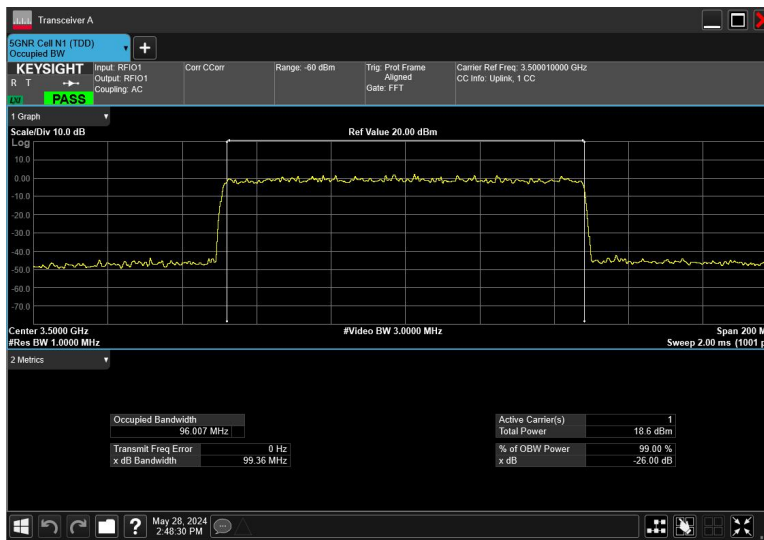 Transceiver A
5GNR Cell N1 (TDD)
Occupied BW
KEYSIGHT
R T
LXI
PASS
Input: RFIO1
Output: RFIO1
Coupling: AC
Corr CCorr
Range: -60 dBm
Trig: Prot Frame
Aligned
Gate: FFT
Carrier Ref Freq: 3.500010000 GHz
CC Info: Uplink, 1 CC
1 Graph
Scale/Div 10.0 dB
Ref Value 20.00 dBm
Log
10.0
0.00
-10.0
-20.0
-30.0
-40.0
-50.0
-60.0
-70.0
Center 3.5000 GHz
#Video BW 3.0000 MHz
Span 200 M
#Res BW 1.0000 MHz
Sweep 2.00 ms (1001 p
2 Metrics
Occupied Bandwidth
96.007 MHz
Transmit Freq Error 0 Hz
x dB Bandwidth 99.36 MHz
Active Carrier(s) 1
Total Power 18.6 dBm
% of OBW Power 99.00 %
x dB -26.00 dB
May 28, 2024
2:48:30 PM